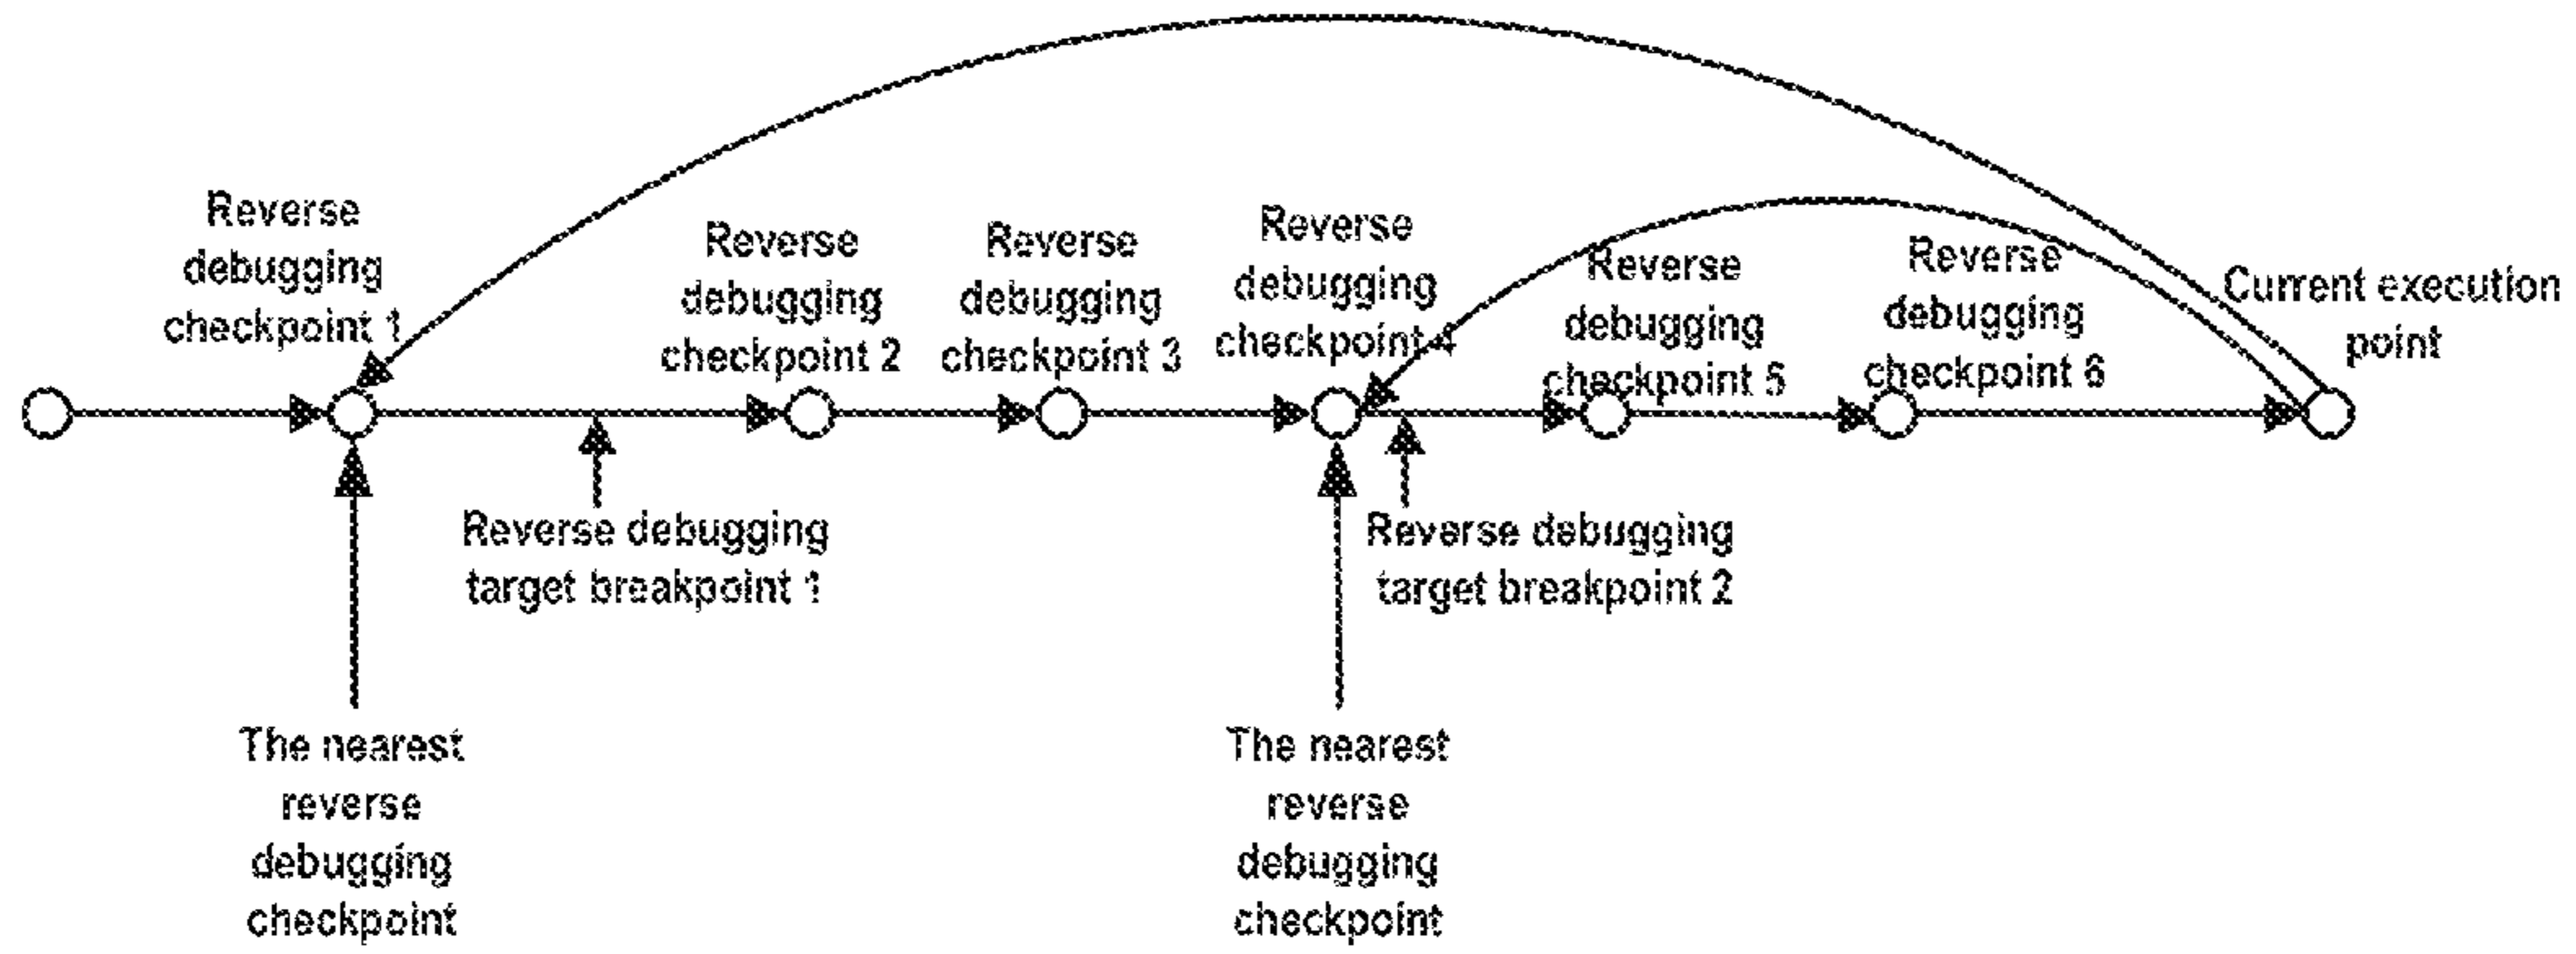 Reverse
debugging
checkpoint 1
Reverse
debugging
checkpoint 2
Reverse
debugging
checkpoint 3
Reverse
debugging
checkpoint 4
Reverse
debugging
checkpoint 5
Reverse
debugging
checkpoint 6
Current execution
point
Reverse debugging
target breakpoint 1
Reverse debugging
target breakpoint 2
The nearest
reverse
debugging
checkpoint
The nearest
reverse
debugging
checkpoint